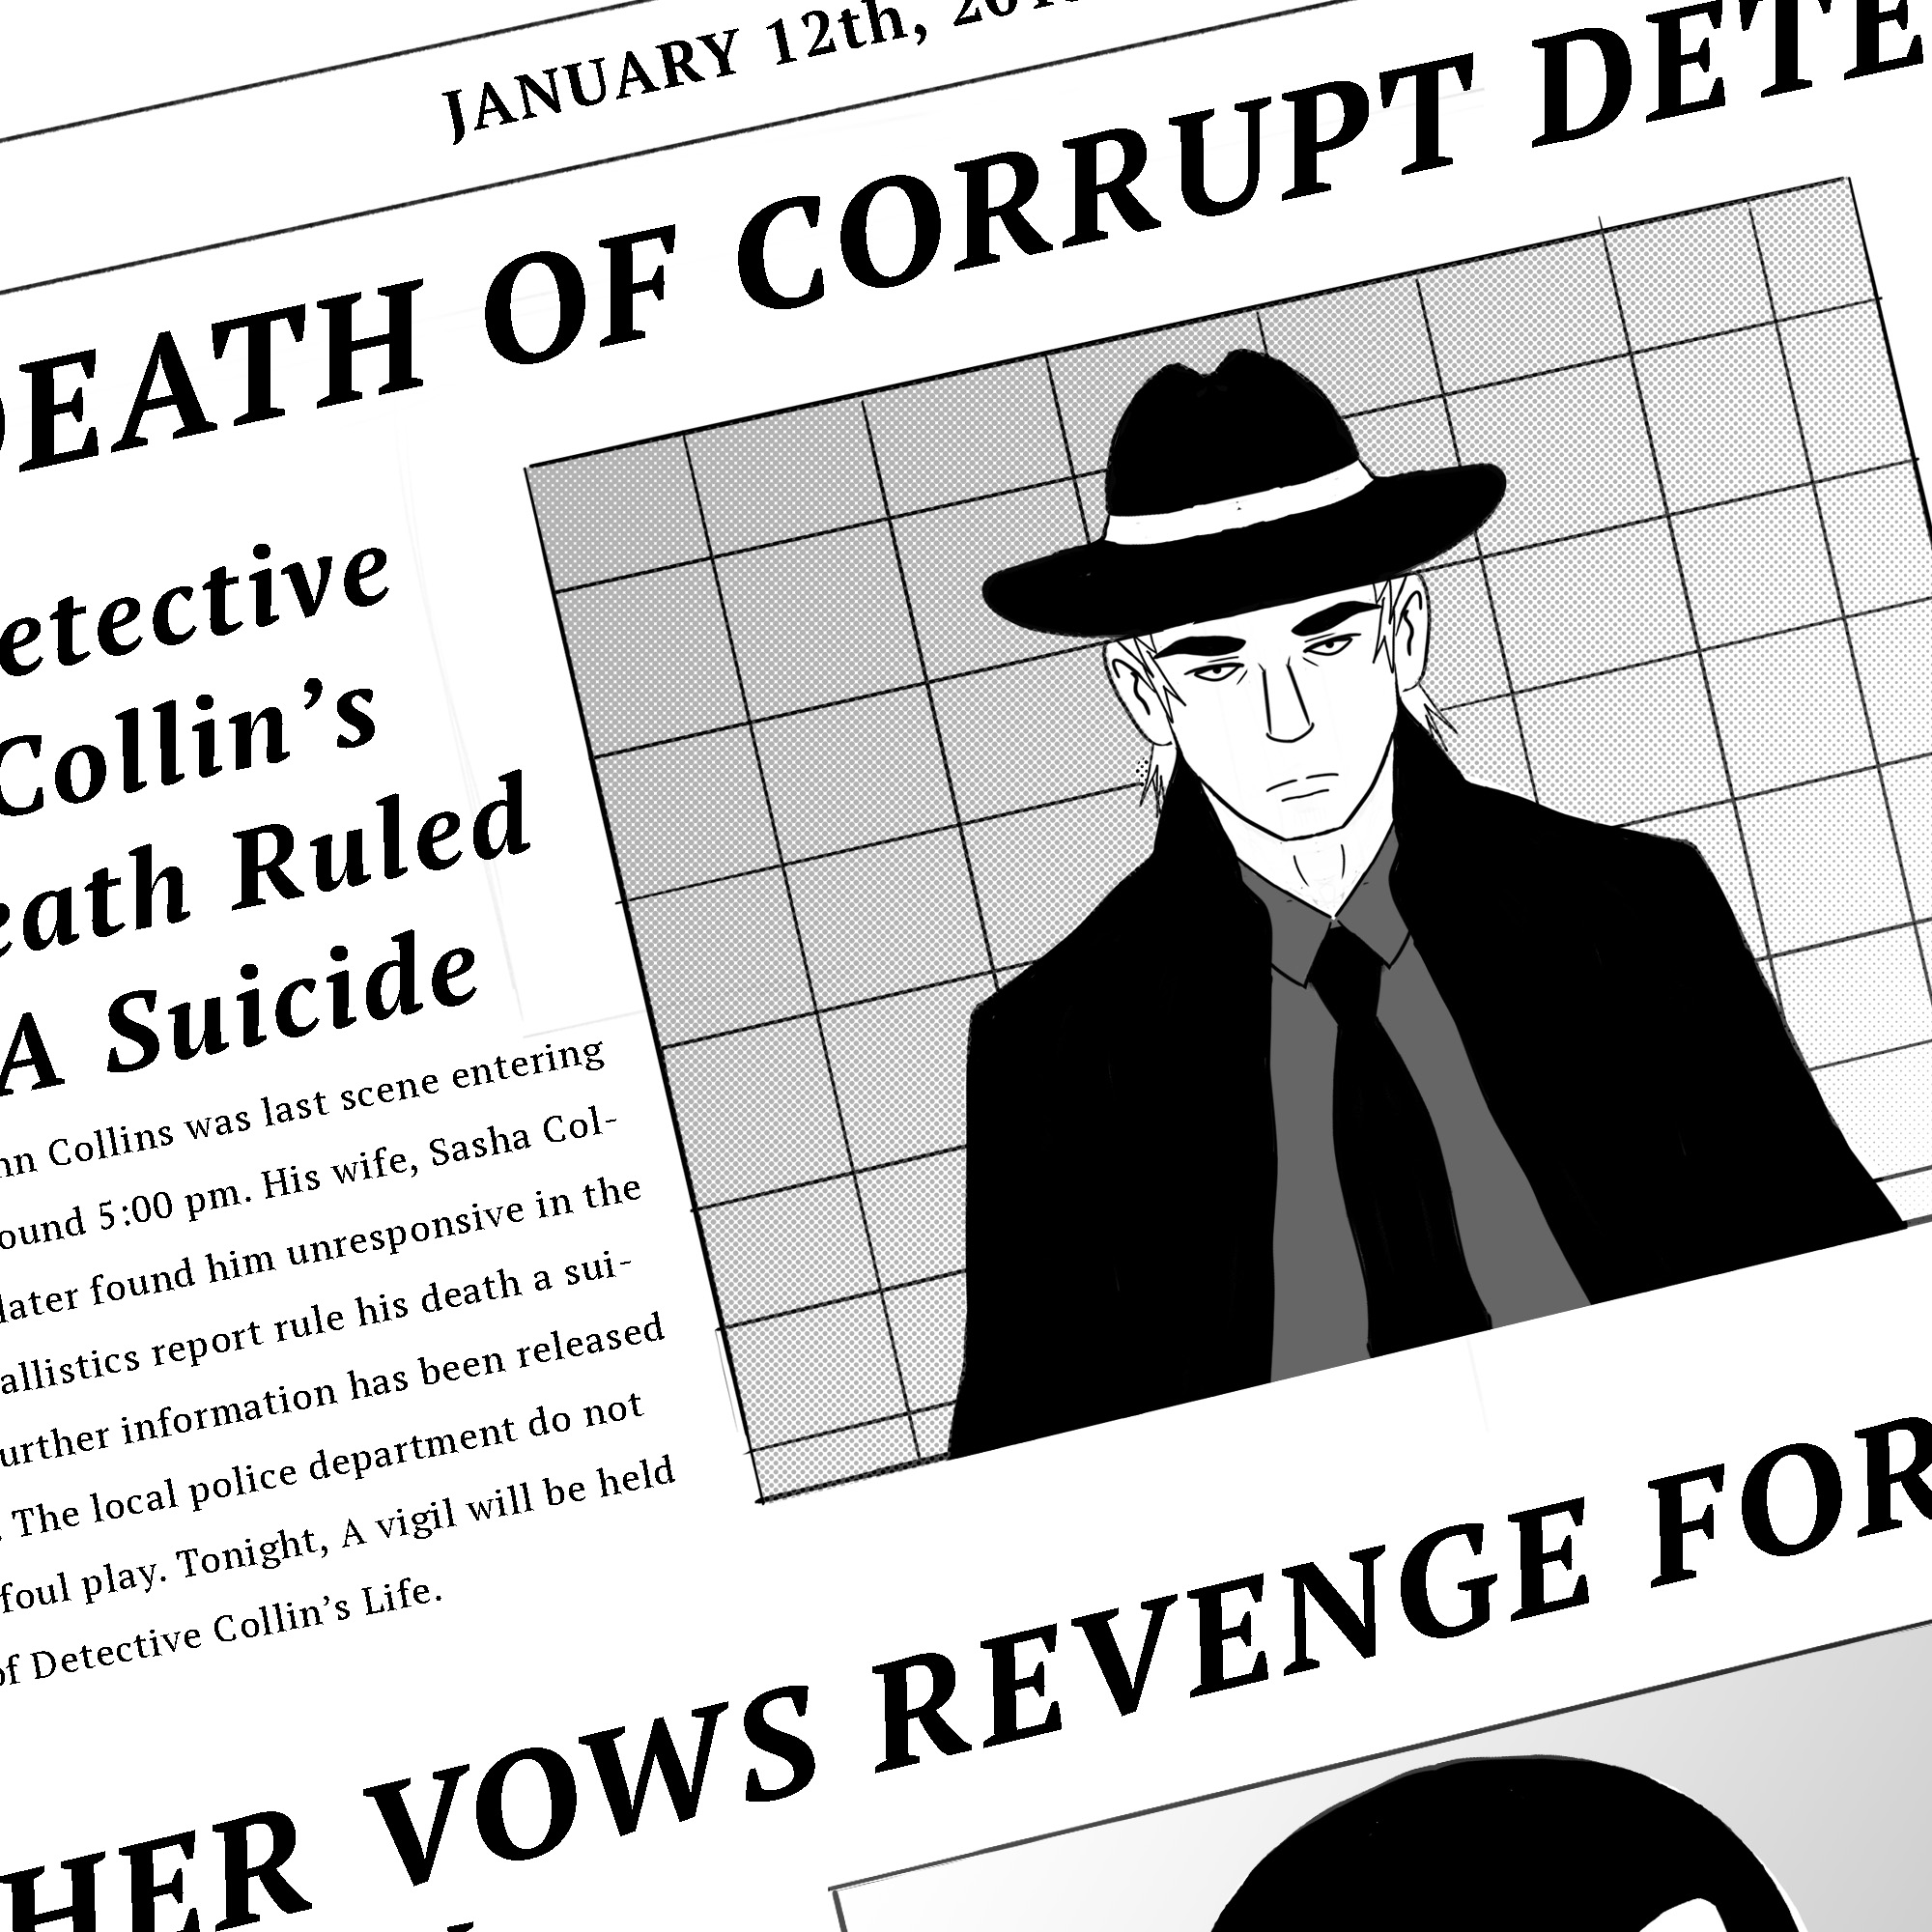 JANUARY 12th,
DEATH OF CORRUPT
etective
Collin's
eath Ruled
A Suicide
nn Collins was last scene entering
ound 5:00 pm. His wife, Sasha Col-
later found him unresponsive in the
allistics report rule his death a sui-
urther information has been released
. The local police department do not
foul play. Tonight, A vigil will be held
of Detective Collin's Life.
HER VOWS REVENGE FOR